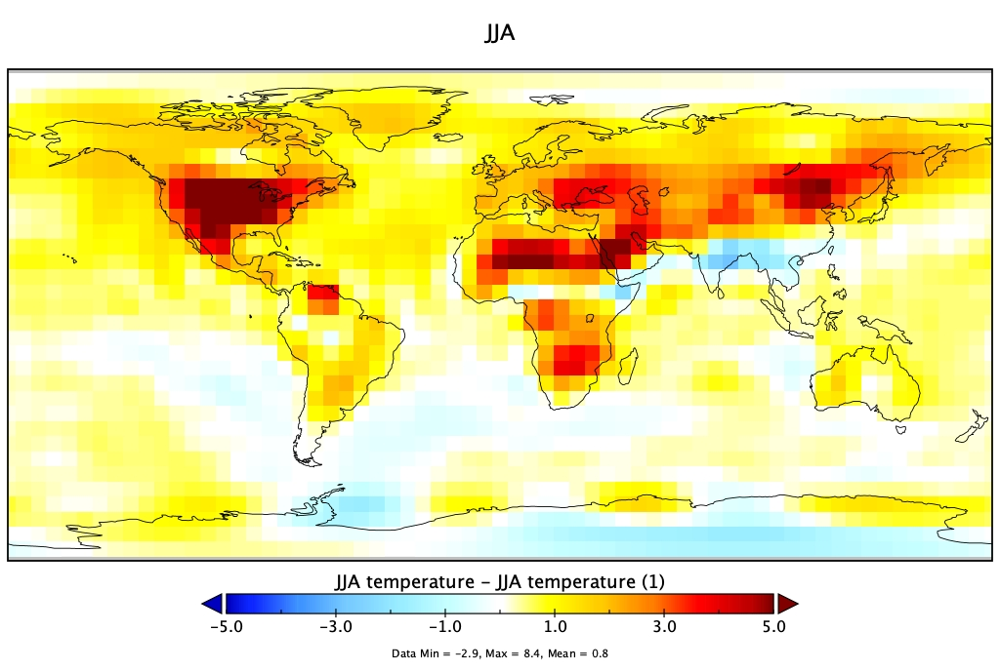 JJA
JJA temperature - JJA temperature (1)
-5.0 -3.0 -1.0 1.0 3.0 5.0
Data Min = -2.9, Max = 8.4, Mean = 0.8